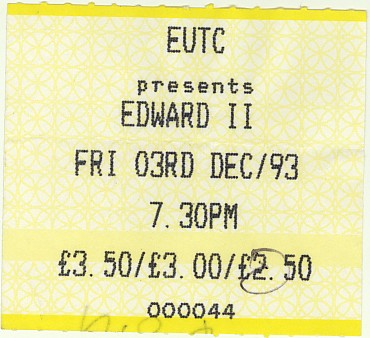 EUTC
presents
EDWARD II
FRI 03RD DEC/93
7.30PM
£3.50/£3.00/£2.50
000044